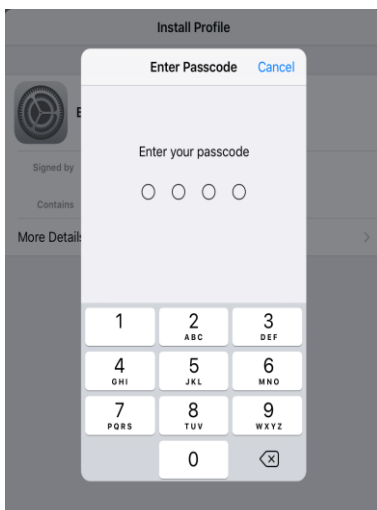 Install Profile
Enter Passcode Cancel
Enter your passcode
Signed by
Contains
More Details
1 2 3
ABC DEF
4 5 6
GHI JKL MNO
7 8 9
PQRS TUV WXYZ
0